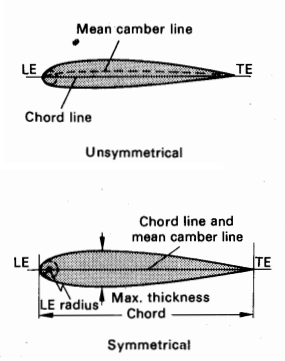 Mean camber line
LE TE
Chord line
Unsymmetrical
Chord line and
mean camber line
LE TE
LE radius Max. thickness
Chord
Symmetrical